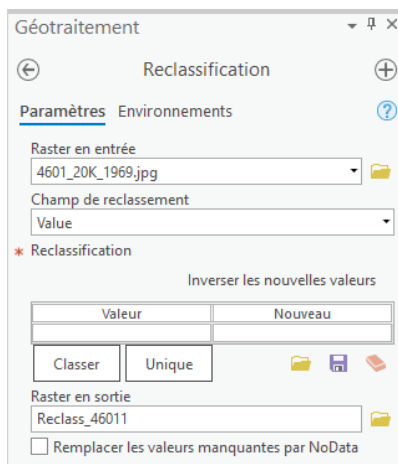 Géotraitement
Reclassification
Paramètres Environnements
Raster en entrée
4601_20K_1969.jpg
Champ de reclassement
Value
* Reclassification
Inverser les nouvelles valeurs
Valeur Nouveau
Classer Unique
Raster en sortie
Reclass_46011
Remplacer les valeurs manquantes par NoData